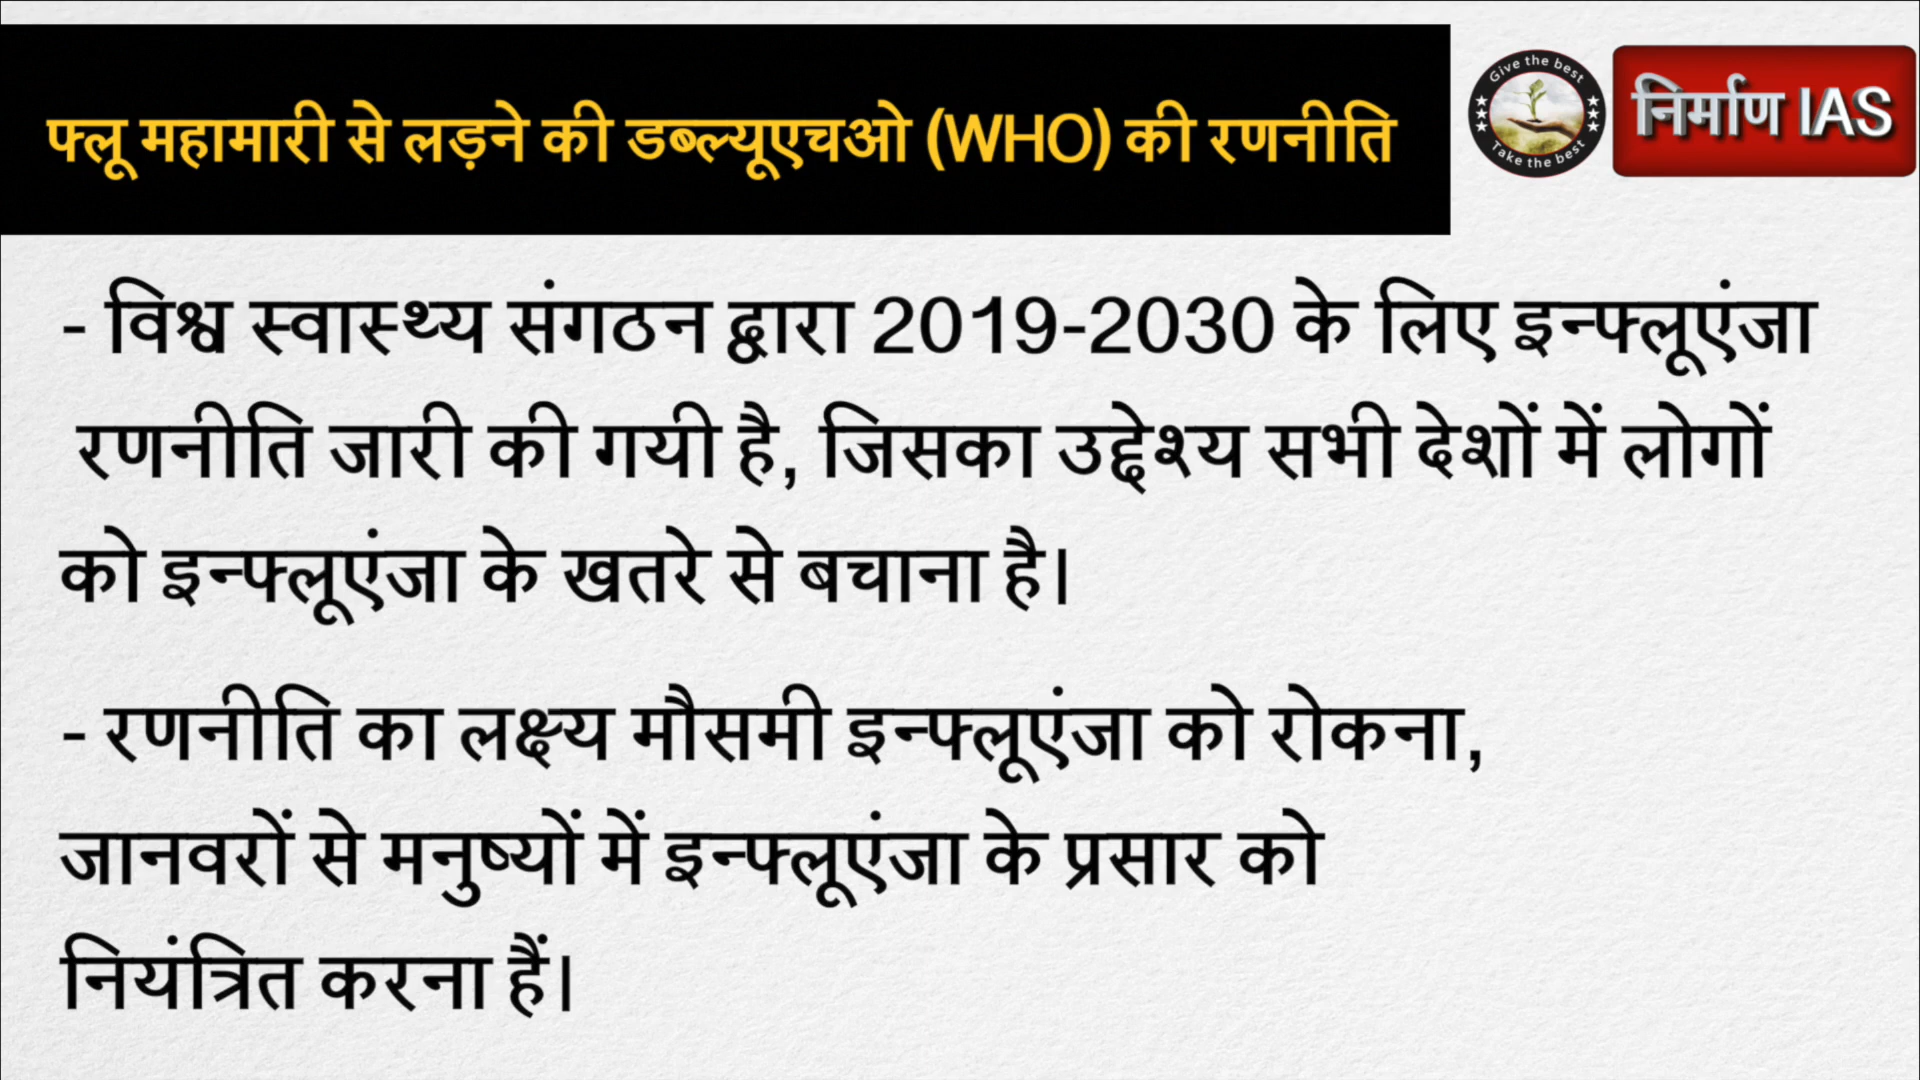 फ्लू महामारी से लड़ने की डब्ल्यूएचओ (WHO) की रणनीति
Give the best
Take the best
निर्माण IAS
- विश्व स्वास्थ्य संगठन द्वारा 2019-2030 के लिए इन्फ्लूएंजा
रणनीति जारी की गयी है, जिसका उद्देश्य सभी देशों में लोगों
को इन्फ्लूएंजा के खतरे से बचाना है।
- रणनीति का लक्ष्य मौसमी इन्फ्लूएंजा को रोकना,
जानवरों से मनुष्यों में इन्फ्लूएंजा के प्रसार को
नियंत्रित करना हैं।